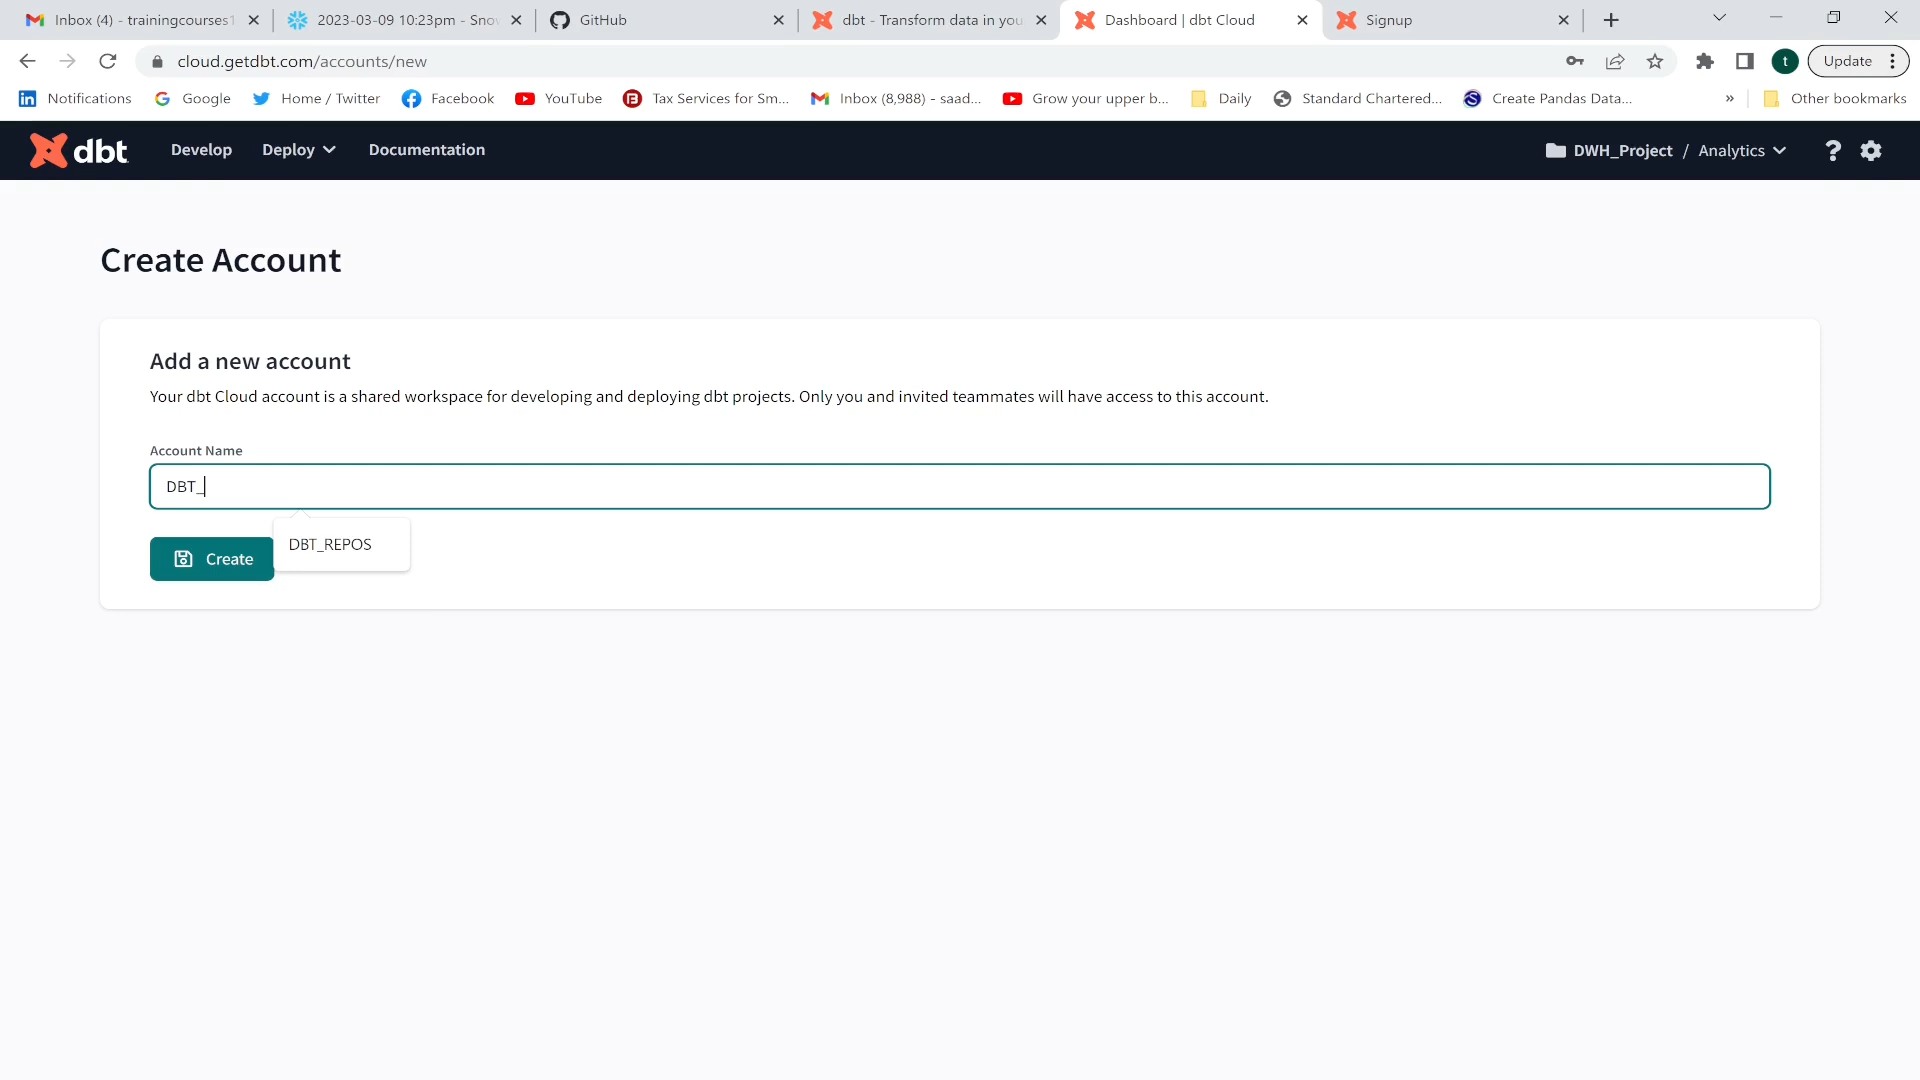 Inbox (4) - trainingcourses1
2023-03-09 10:23pm - Snow
GitHub
dbt - Transform data in you
Dashboard | dbt Cloud
Signup
cloud.getdbt.com/accounts/new
t
Update
Notifications
Google
Home / Twitter
Facebook
YouTube
Tax Services for Sm...
Inbox (8,988) - saad...
Grow your upper b...
Daily
Standard Chartered...
Create Pandas Data...
»
Other bookmarks
dbt
Develop
Deploy
Documentation
DWH_Project / Analytics
?
Create Account
Add a new account
Your dbt Cloud account is a shared workspace for developing and deploying dbt projects. Only you and invited teammates will have access to this account.
Account Name
DBT_
DBT_REPOS
Create